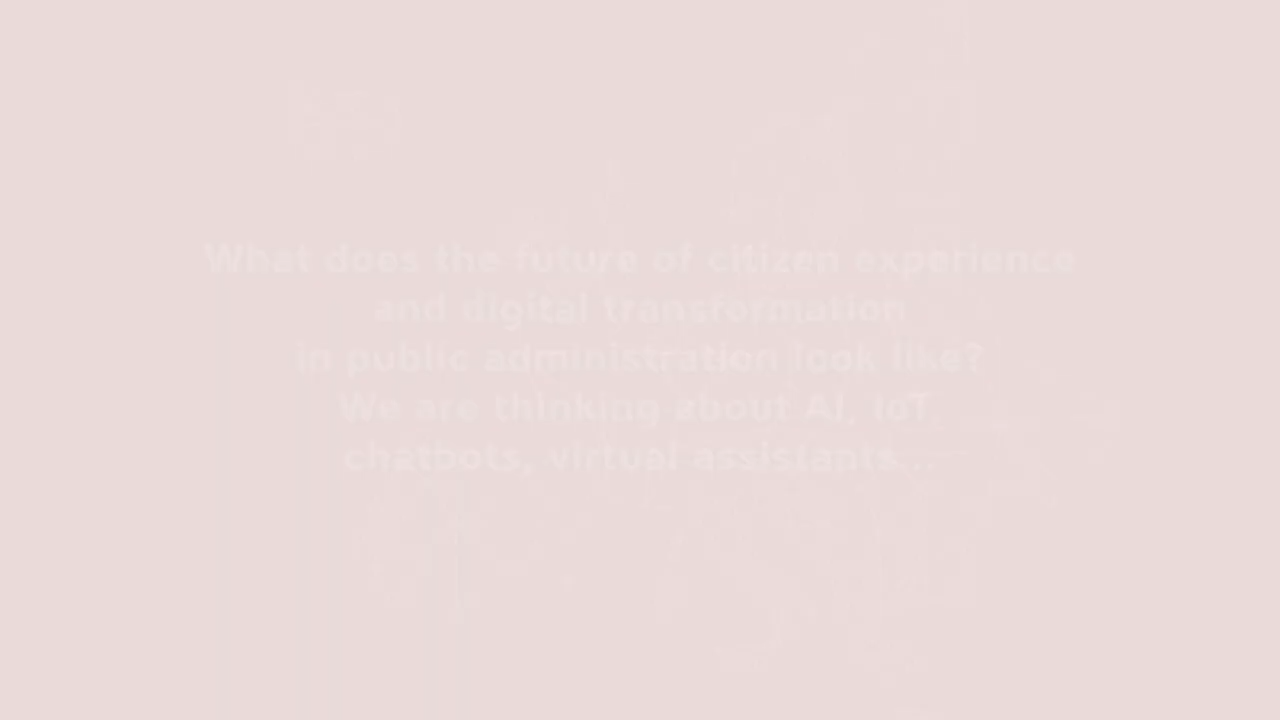 What does the future of citizen experience
and digital transformation
in public administration look like?
We are thinking about AI, IoT,
chatbots, virtual assistants...